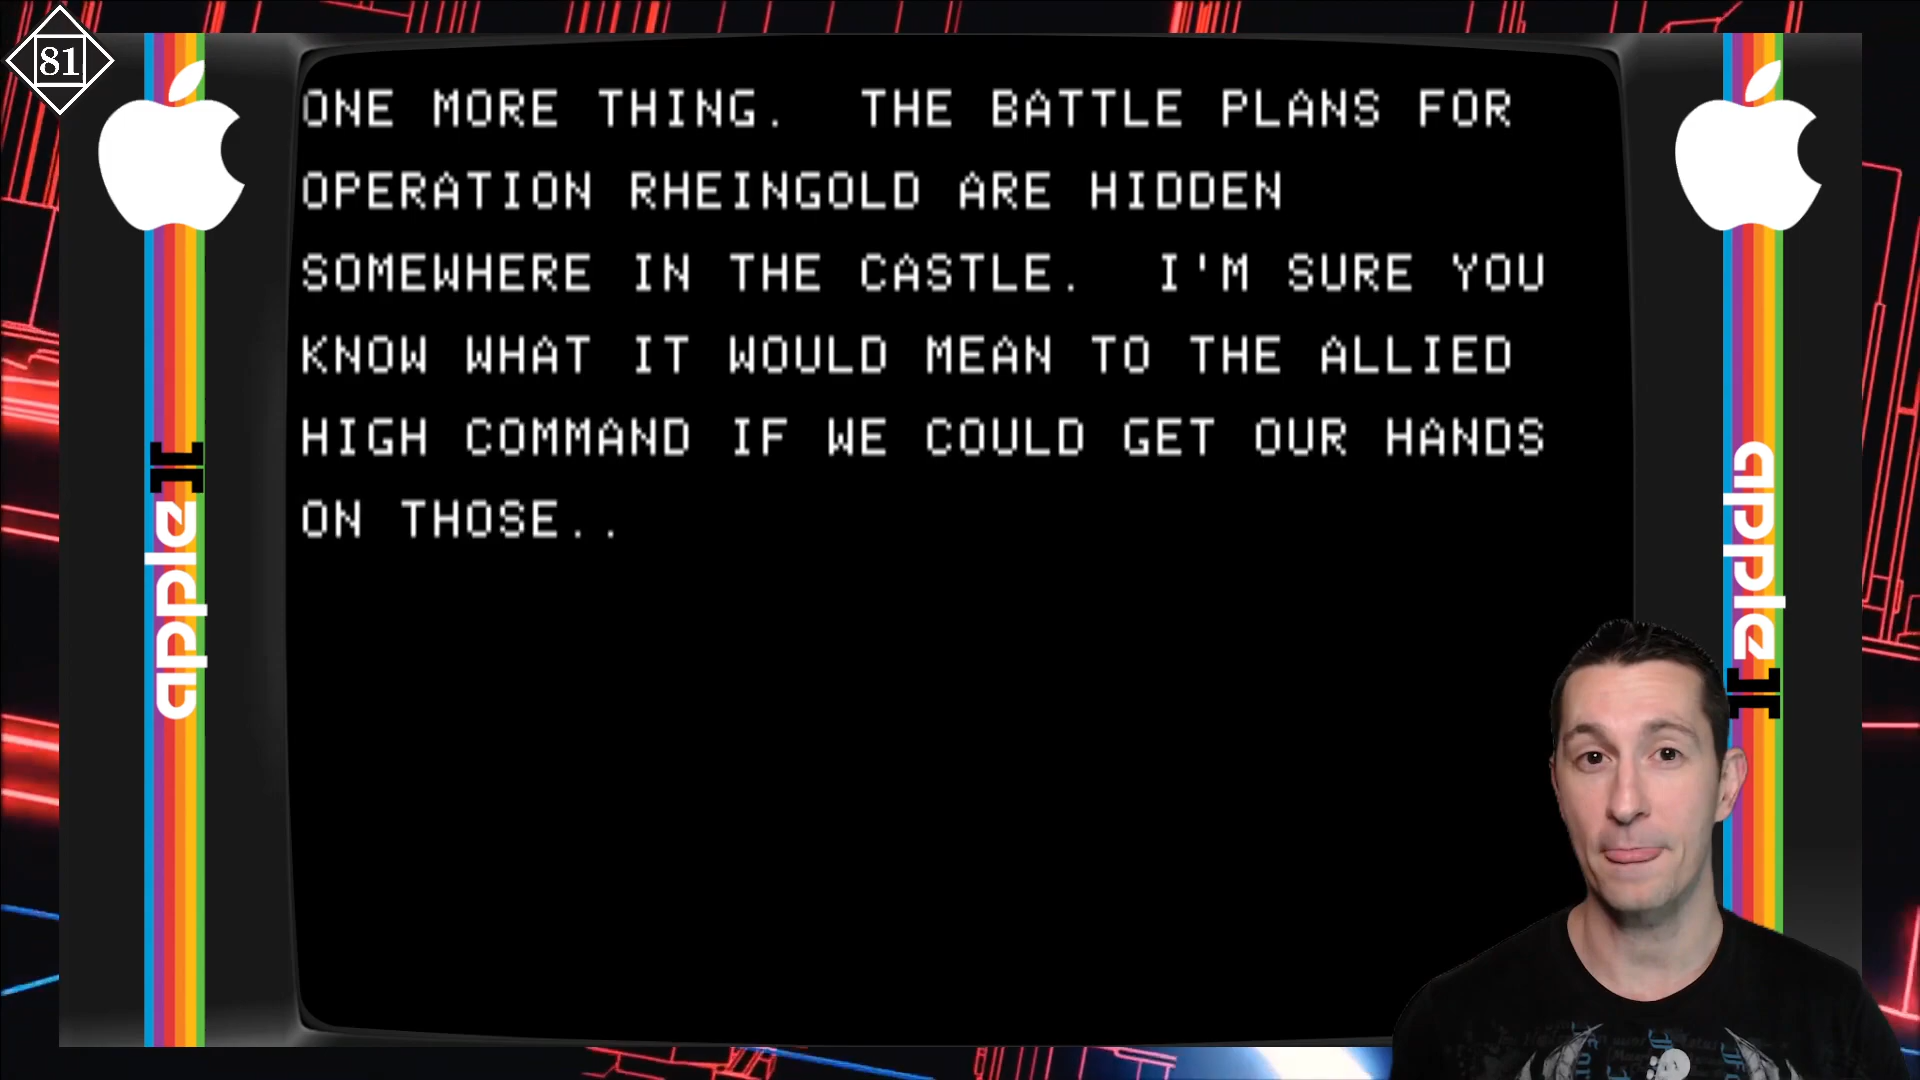 81
ONE MORE THING.  THE BATTLE PLANS FOR
OPERATION RHEINGOLD ARE HIDDEN
SOMEWHERE IN THE CASTLE.  I'M SURE YOU
KNOW WHAT IT WOULD MEAN TO THE ALLIED
HIGH COMMAND IF WE COULD GET OUR HANDS
ON THOSE..
apple ][
apple ][